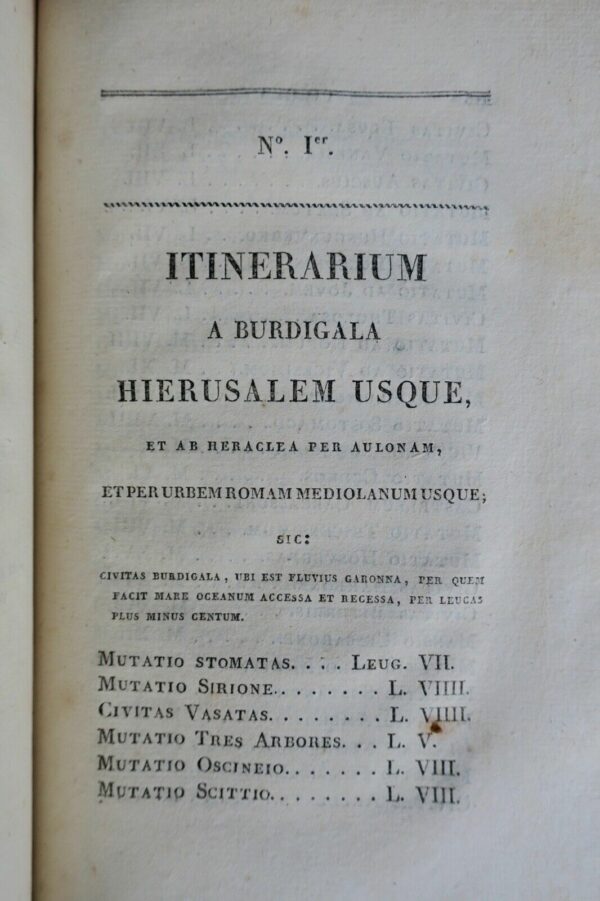 N°. Ier.
ITINERARIUM
A BURDIGALA
HIERUSALEM USQUE,
ET AB HERACLEA PER AULONAM,
ET PER URBEM ROMAM MEDIOLANUM USQUE;
SIC:
CIVITAS BURDIGALA, UBI EST FLUVIUS GARONNA, PER QUEM
FACIT MARE OCEANUM ACCESSA ET RECESSA, PER LEUCAS
PLUS MINUS CENTUM.
MUTATIO STOMATAS. . . . LEUG. VII.
MUTATIO SIRIONE. . . . . . . . L. VIIII.
CIVITAS VASATAS. . . . . . . . L. VIIII.
MUTATIO TRES ARBORES. . . L. V.
MUTATIO OSCINEIO. . . . . . . L. VIII.
MUTATIO SCITTIO. . . . . . . . L. VIII.